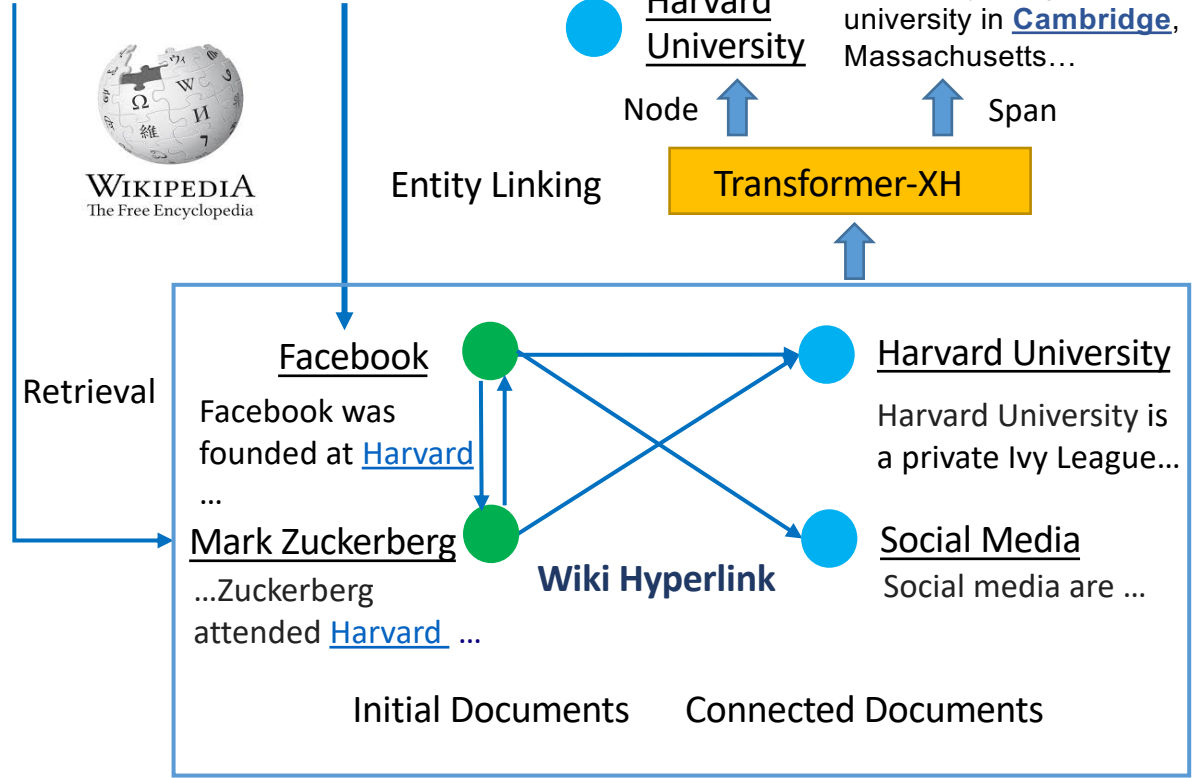 Harvard
University
university in Cambridge,
Massachusetts…
Node
Span
Ω
W
И
維
7
WIKIPEDIA
The Free Encyclopedia
Entity Linking
Transformer-XH
Retrieval
Facebook
Facebook was
founded at Harvard
…
Mark Zuckerberg
…Zuckerberg
attended Harvard …
Wiki Hyperlink
Harvard University
Harvard University is
a private Ivy League…
Social Media
Social media are …
Initial Documents
Connected Documents